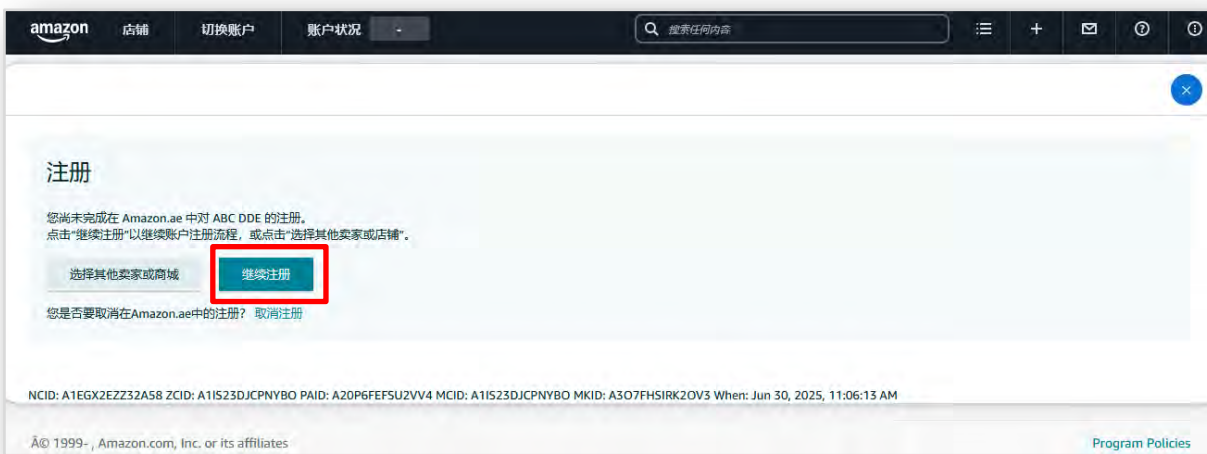 amazon 店铺 切换账户 账户状况 - 搜索任何内容
注册
您尚未完成在 Amazon.ae 中对 ABC DDE 的注册。
点击“继续注册”以继续账户注册流程，或点击“选择其他卖家或店铺”。
选择其他卖家或商城 继续注册
您是否要取消在Amazon.ae中的注册？ 取消注册
NCID: A1EGX2EZZ32A58 ZCID: A1IS23DJCPNYBO PAID: A20P6FEFSU2VV4 MCID: A1IS23DJCPNYBO MKID: A3O7FHSIRK2OV3 When: Jun 30, 2025, 11:06:13 AM
Â© 1999- , Amazon.com, Inc. or its affiliates Program Policies